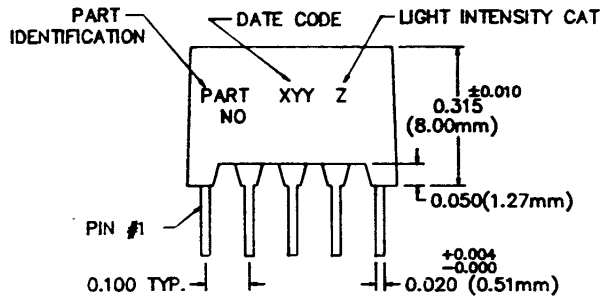 PART IDENTIFICATION
DATE CODE
LIGHT INTENSITY CAT
PART NO
XYY
Z
0.315 ±0.010
(8.00mm)
0.050(1.27mm)
PIN #1
0.100 TYP.
0.020 +0.004 -0.000 (0.51mm)